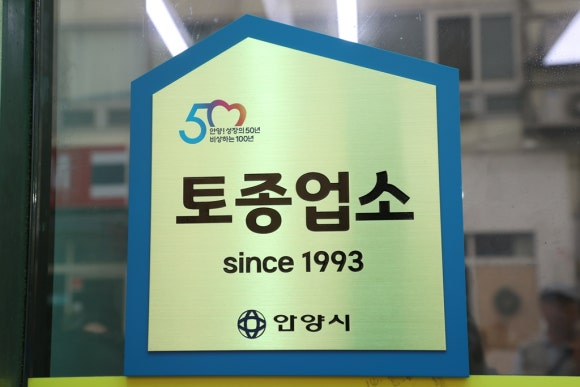 50
안양! 성장의 50년
비상하는 100년
토종업소
since 1993
안양시